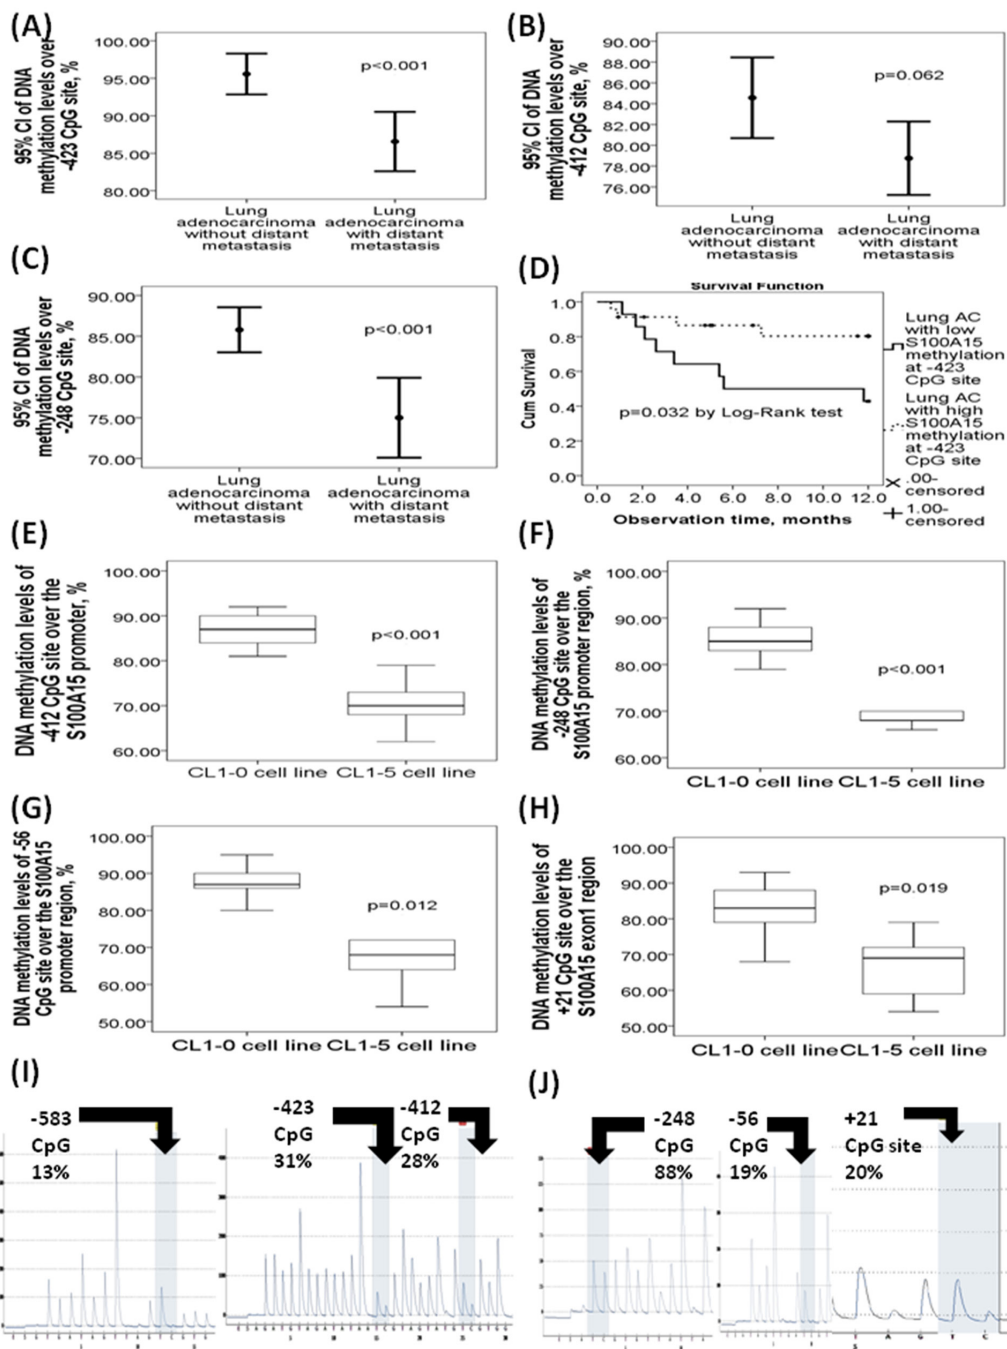 (A)
95% CI of DNA
methylation levels over
-423 CpG site, %
100.00
95.00
90.00
85.00
80.00
p<0.001
Lung
adenocarcinoma
without distant
metastasis
Lung
adenocarcinoma
with distant
metastasis
(B)
95% CI of DNA
methylation levels over
-412 CpG site, %
90.00
88.00
86.00
84.00
82.00
80.00
78.00
76.00
p=0.062
Lung
adenocarcinoma
without distant
metastasis
Lung
adenocarcinoma
with distant
metastasis
(C)
95% CI of DNA
methylation levels over
-248 CpG site, %
90.00
85.00
80.00
75.00
70.00
p<0.001
Lung
adenocarcinoma
without distant
metastasis
Lung
adenocarcinoma
with distant
metastasis
(D)
Survival Function
Cum Survival
1.0
0.8
0.6
0.4
0.2
0.0
p=0.032 by Log-Rank test
0.0 2.0 4.0 6.0 8.0 10.0 12.0
Observation time, months
Lung AC
with low
S100A15
methylation
at -423
CpG site
Lung AC
with high
S100A15
methylation
at -423
CpG site
.00-
censored
1.00-
censored
(E)
DNA methylation levels of
-412 CpG site over the
S100A15 promoter, %
100.00
90.00
80.00
70.00
60.00
p<0.001
CL1-0 cell line CL1-5 cell line
(F)
DNA methylation levels of
-248 CpG site over the
S100A15 promoter region, %
100.00
90.00
80.00
70.00
60.00
p<0.001
CL1-0 cell line CL1-5 cell line
(G)
DNA methylation levels of -56
CpG site over the S100A15
promoter region, %
100.00
90.00
80.00
70.00
60.00
50.00
p=0.012
CL1-0 cell line CL1-5 cell line
(H)
DNA methylation levels of
+21 CpG site over the
S100A15 exon1 region
100.00
90.00
80.00
70.00
60.00
50.00
p=0.019
CL1-0 cell line CL1-5 cell line
(I)
-583
CpG
13%
-423
CpG
31%
-412
CpG
28%
(J)
-248
CpG
88%
-56
CpG
19%
+21
CpG site
20%